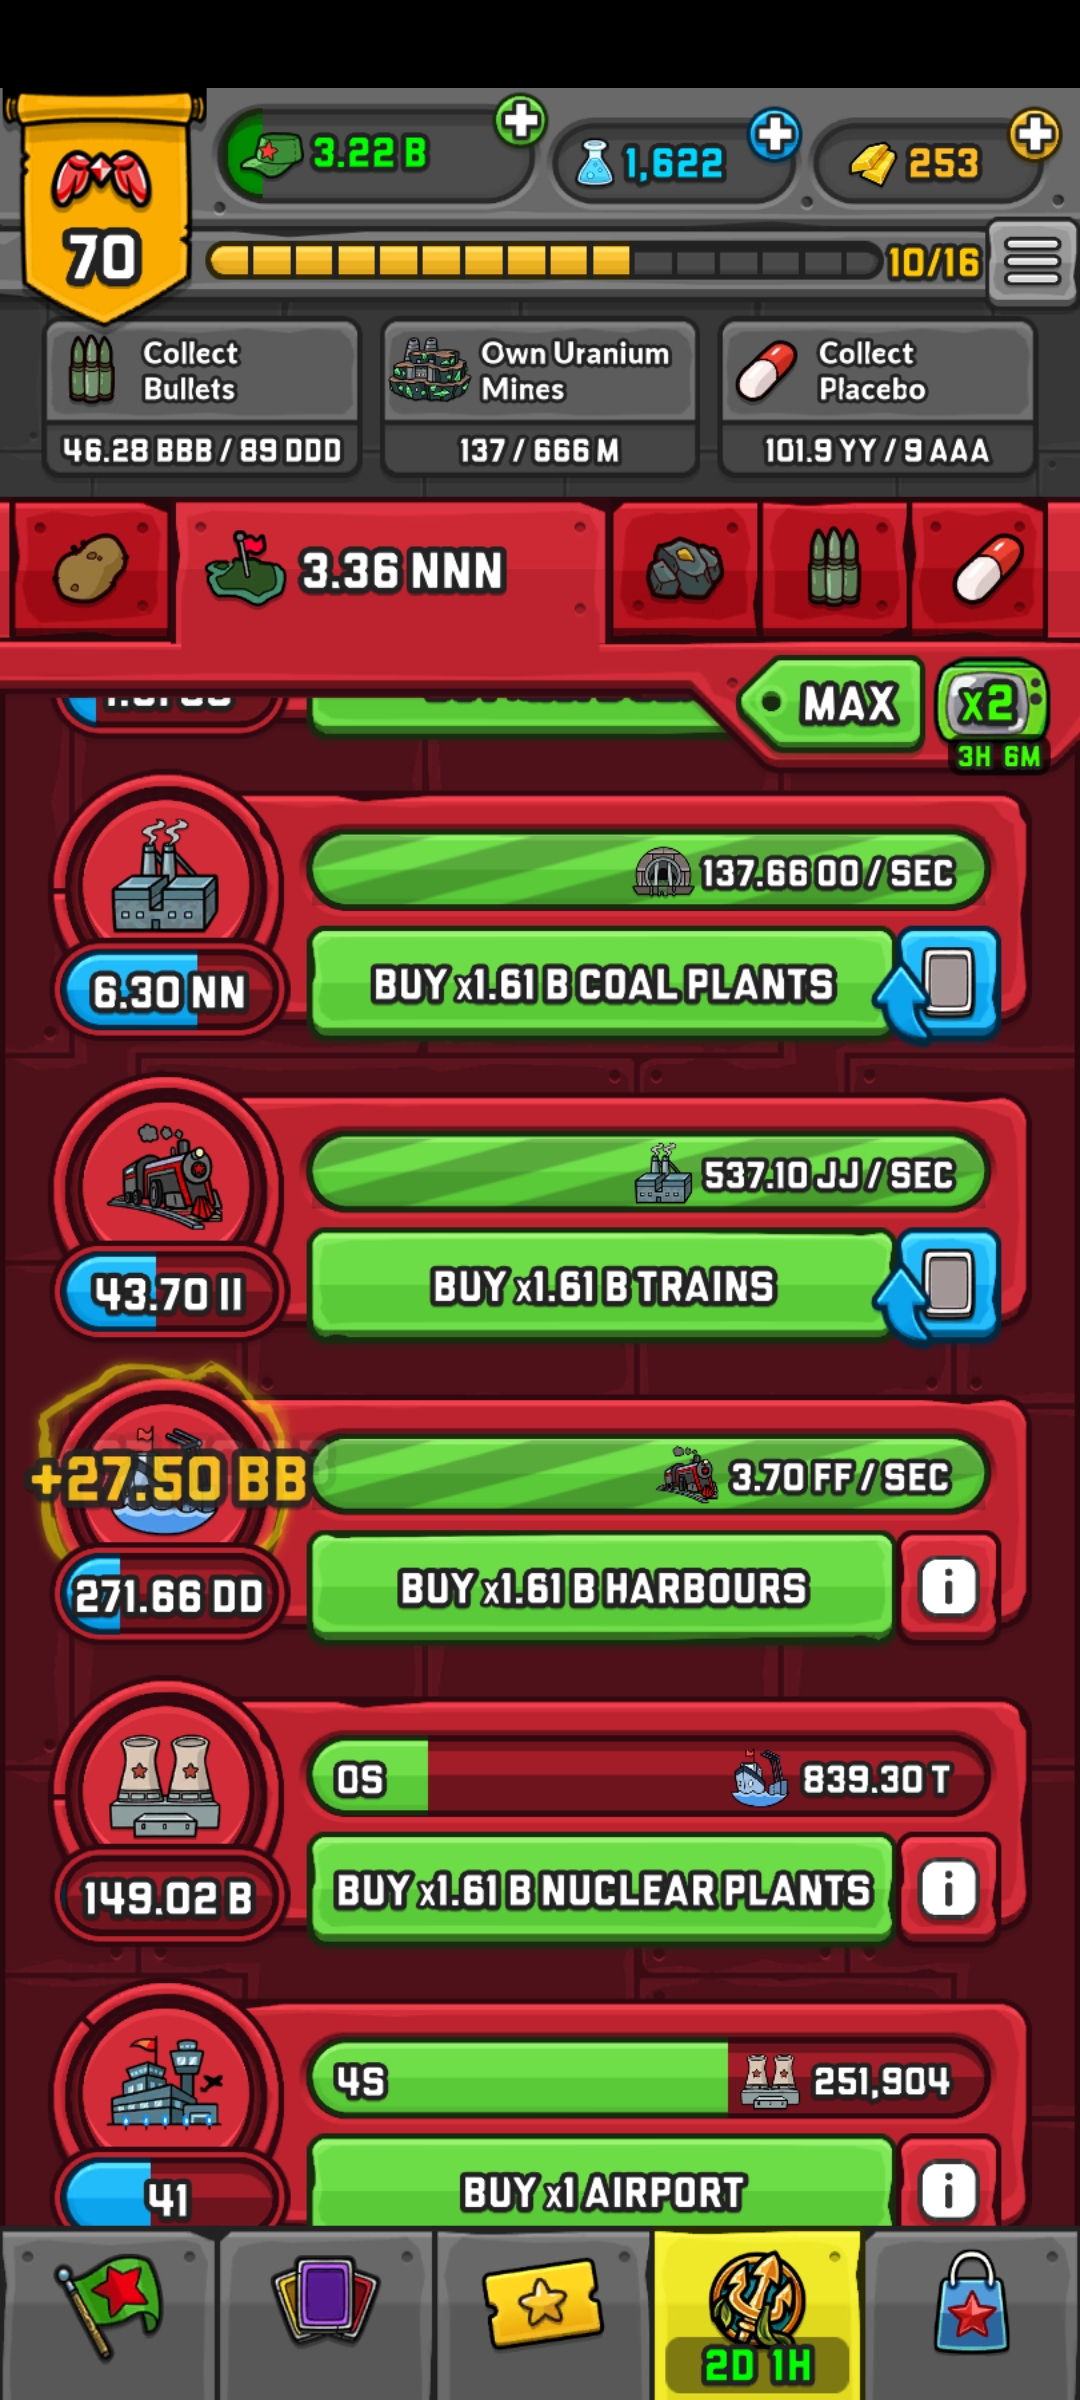 3.22 B
1,622
253
70
10/16
Collect
Bullets
46.28 BBB / 89 DDD
Own Uranium
Mines
137 / 666 M
Collect
Placebo
101.9 YY / 9 AAA
3.36 NNN
MAX
x2
3H 6M
137.66 OO / SEC
6.30 NN
BUY x1.61 B COAL PLANTS
537.10 JJ / SEC
43.70 II
BUY x1.61 B TRAINS
+27.50 BB
3.70 FF / SEC
271.66 DD
BUY x1.61 B HARBOURS
i
0S
839.30 T
149.02 B
BUY x1.61 B NUCLEAR PLANTS
i
4S
251,904
41
BUY x1 AIRPORT
i
2D 1H